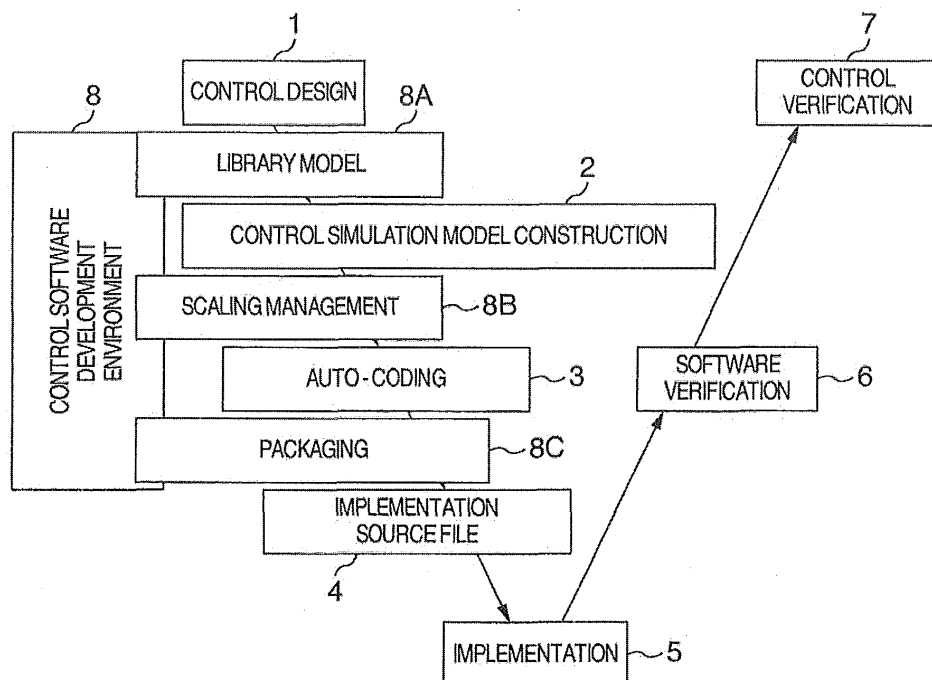 1
CONTROL DESIGN
7
CONTROL
VERIFICATION
8
8A
LIBRARY MODEL
2
CONTROL SIMULATION MODEL CONSTRUCTION
CONTROL SOFTWARE
DEVELOPMENT
ENVIRONMENT
SCALING MANAGEMENT
8B
AUTO-CODING
3
SOFTWARE
VERIFICATION
6
PACKAGING
8C
IMPLEMENTATION
SOURCE FILE
4
IMPLEMENTATION
5